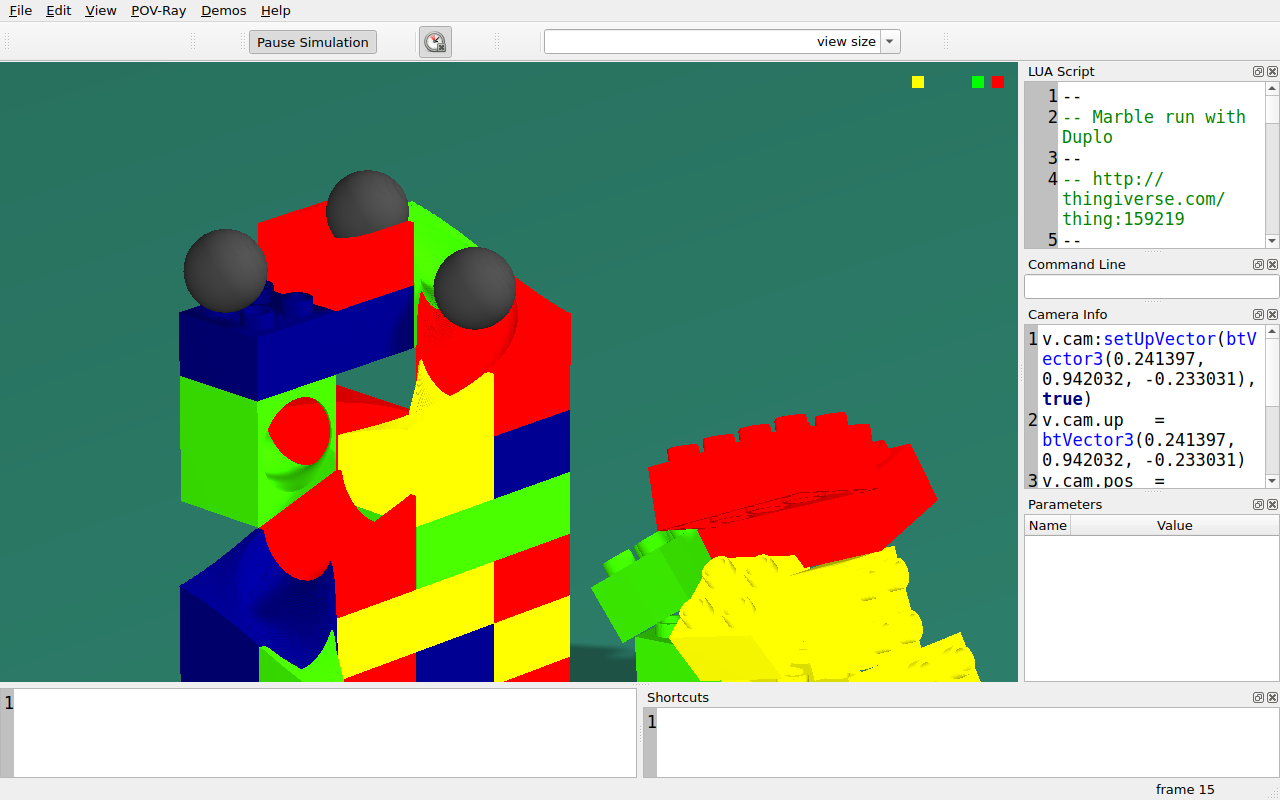 File Edit View POV-Ray Demos Help
Pause Simulation
view size
LUA Script
1 --
2 -- Marble run with
Duplo
3 --
4 -- http://
thingiverse.com/
thing:159219
5 --
Command Line
Camera Info
1 v.cam:setUpVector(btV
ector3(0.241397,
0.942032, -0.233031),
true)
2 v.cam.up   =
btVector3(0.241397,
0.942032, -0.233031)
3 v.cam.pos  =
Parameters
Name Value
1
Shortcuts
1
frame 15